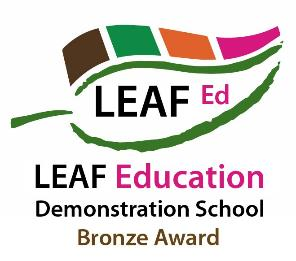 LEAF Ed
LEAF Education
Demonstration School
Bronze Award